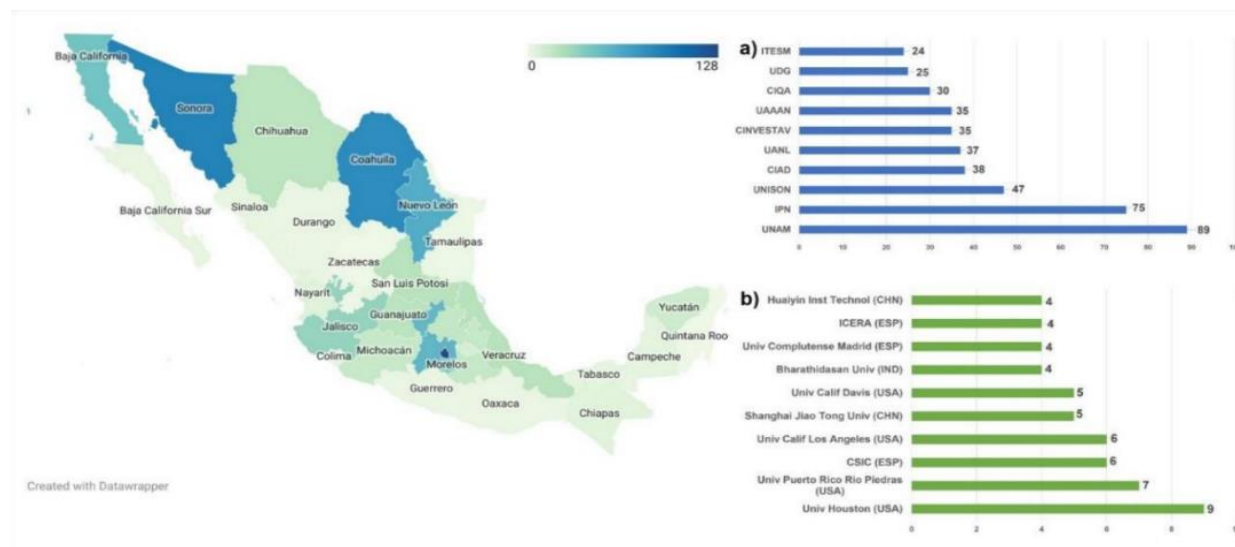 Baja California
Sonora
Chihuahua
Coahuila
Baja California Sur
Sinaloa
Durango
Nuevo León
Tamaulipas
Zacatecas
San Luis Potosí
Nayarit
Guanajuato
Jalisco
Colima
Michoacán
Morelos
Veracruz
Guerrero
Oaxaca
Tabasco
Chiapas
Yucatán
Quintana Roo
Campeche
0 128
Created with Datawrapper
a)
ITESM 24
UDG 25
CIQA 30
UAAAN 35
CINVESTAV 35
UANL 37
CIAD 38
UNISON 47
IPN 75
UNAM 89
0 10 20 30 40 50 60 70 80 90
b)
Huaiyin Inst Technol (CHN) 4
ICERA (ESP) 4
Univ Complutense Madrid (ESP) 4
Bharathidasan Univ (IND) 4
Univ Calif Davis (USA) 5
Shanghai Jiao Tong Univ (CHN) 5
Univ Calif Los Angeles (USA) 6
CSIC (ESP) 6
Univ Puerto Rico Rio Piedras
(USA) 7
Univ Houston (USA) 9
0 2 4 6 8